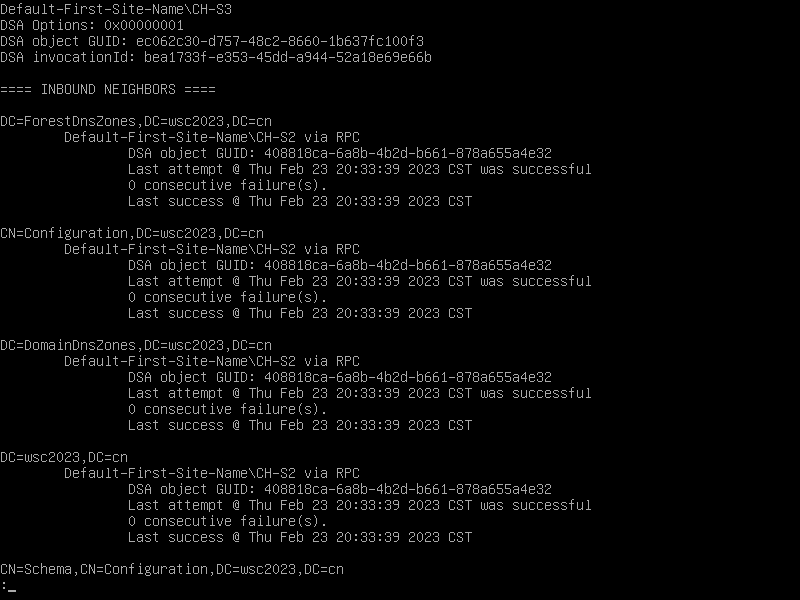 Default-First-Site-Name\CH-S3
DSA Options: 0x00000001
DSA object GUID: ec062c30-d757-48c2-8660-1b637fc100f3
DSA invocationId: bea1733f-e353-45dd-a944-52a18e69e66b
==== INBOUND NEIGHBORS ====
DC=ForestDnsZones,DC=wsc2023,DC=cn
Default-First-Site-Name\CH-S2 via RPC
DSA object GUID: 408818ca-6a8b-4b2d-b661-878a655a4e32
Last attempt @ Thu Feb 23 20:33:39 2023 CST was successful
0 consecutive failure(s).
Last success @ Thu Feb 23 20:33:39 2023 CST
CN=Configuration,DC=wsc2023,DC=cn
Default-First-Site-Name\CH-S2 via RPC
DSA object GUID: 408818ca-6a8b-4b2d-b661-878a655a4e32
Last attempt @ Thu Feb 23 20:33:39 2023 CST was successful
0 consecutive failure(s).
Last success @ Thu Feb 23 20:33:39 2023 CST
DC=DomainDnsZones,DC=wsc2023,DC=cn
Default-First-Site-Name\CH-S2 via RPC
DSA object GUID: 408818ca-6a8b-4b2d-b661-878a655a4e32
Last attempt @ Thu Feb 23 20:33:39 2023 CST was successful
0 consecutive failure(s).
Last success @ Thu Feb 23 20:33:39 2023 CST
DC=wsc2023,DC=cn
Default-First-Site-Name\CH-S2 via RPC
DSA object GUID: 408818ca-6a8b-4b2d-b661-878a655a4e32
Last attempt @ Thu Feb 23 20:33:39 2023 CST was successful
0 consecutive failure(s).
Last success @ Thu Feb 23 20:33:39 2023 CST
CN=Schema,CN=Configuration,DC=wsc2023,DC=cn
:_